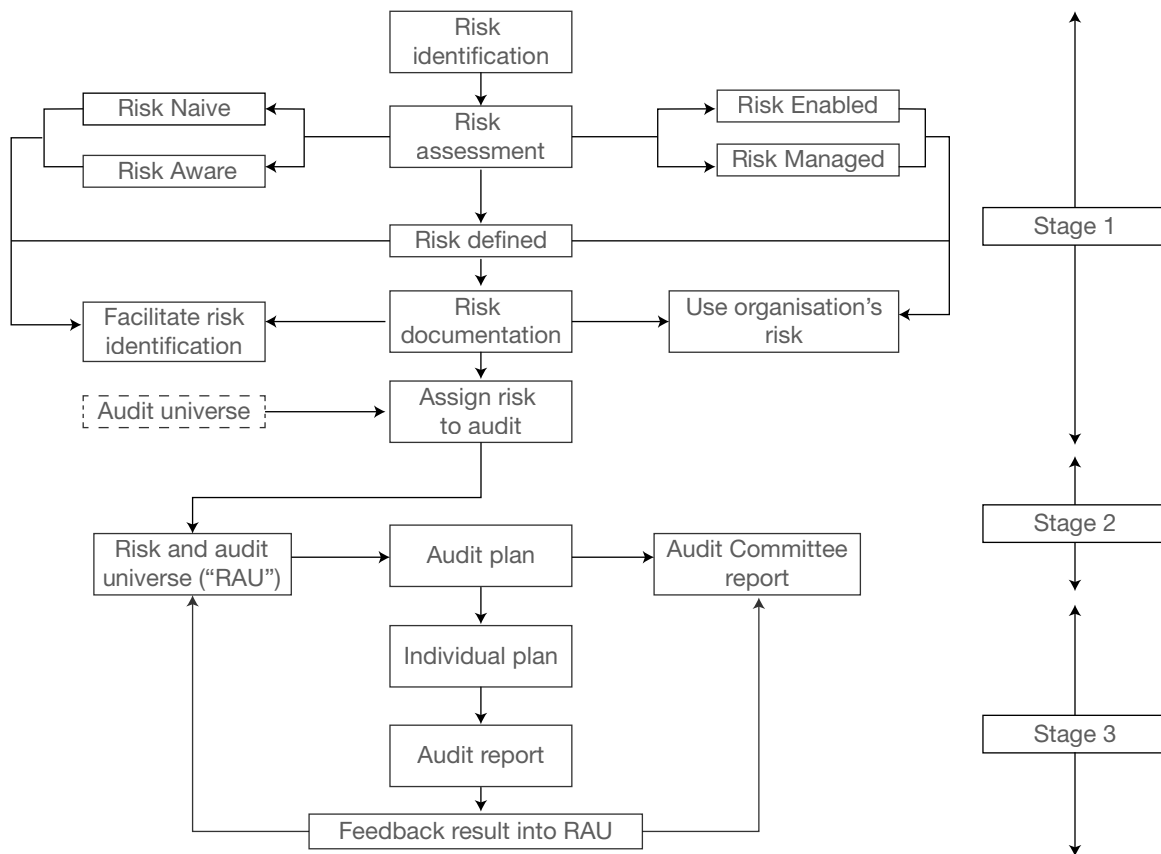 Risk
identification
Risk Naive
Risk Enabled
Risk
assessment
Risk Aware
Risk Managed
Stage 1
Risk defined
Facilitate risk
identification
Risk
documentation
Use organisation’s
risk
Audit universe
Assign risk
to audit
Stage 2
Risk and audit
universe (“RAU”)
Audit plan
Audit Committee
report
Individual plan
Stage 3
Audit report
Feedback result into RAU